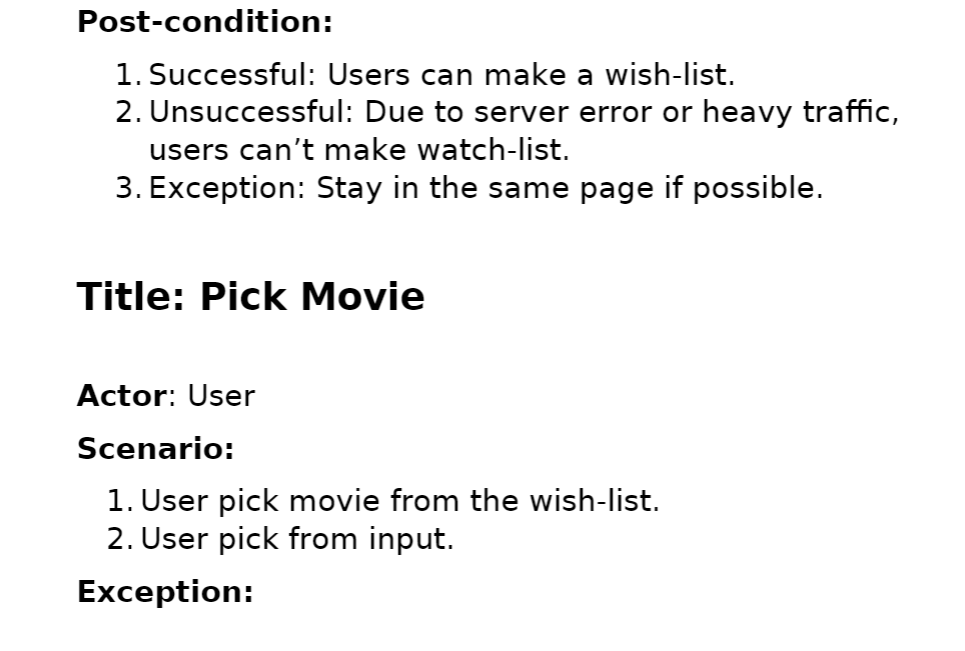 Post-condition:
1. Successful: Users can make a wish-list.
2. Unsuccessful: Due to server error or heavy traffic,
users can’t make watch-list.
3. Exception: Stay in the same page if possible.
Title: Pick Movie
Actor: User
Scenario:
1. User pick movie from the wish-list.
2. User pick from input.
Exception: